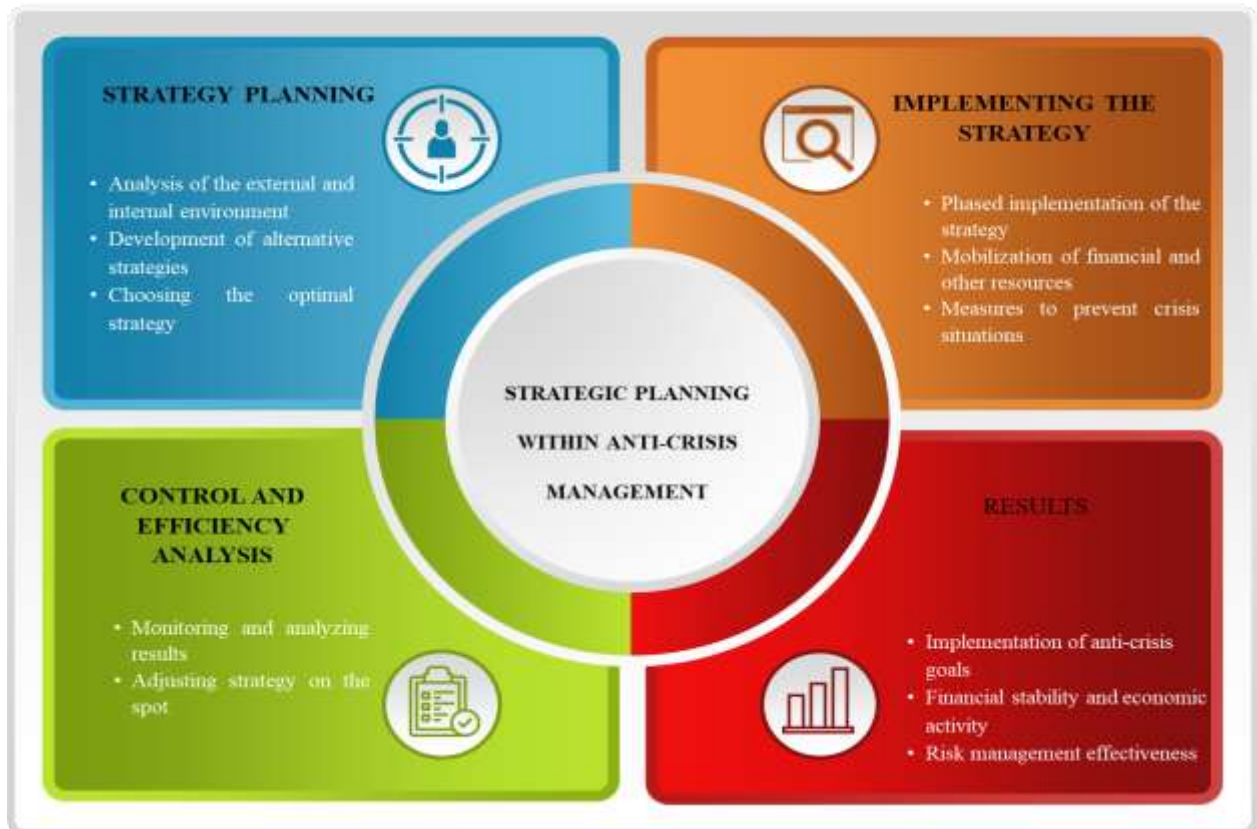 STRATEGY PLANNING
• Analysis of the external and
internal environment
• Development of alternative
strategies
• Choosing the optimal
strategy
IMPLEMENTING THE
STRATEGY
• Phased implementation of the
strategy
• Mobilization of financial and
other resources
• Measures to prevent crisis
situations
STRATEGIC PLANNING
WITHIN ANTI-CRISIS
MANAGEMENT
CONTROL AND
EFFICIENCY
ANALYSIS
• Monitoring and analyzing
results
• Adjusting strategy on the
spot
RESULTS
• Implementation of anti-crisis
goals
• Financial stability and economic
activity
• Risk management effectiveness